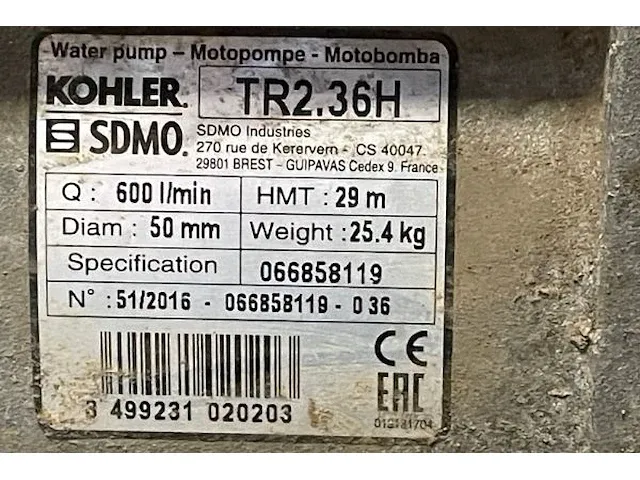 Water pump – Motopompe - Motobomba
KOHLER. TR2.36H
SDMO. SDMO Industries
270 rue de Kerervern - CS 40047
29801 BREST - GUIPAVAS Cedex 9. France
Q : 600 l/min HMT : 29 m
Diam : 50 mm Weight : 25.4 kg
Specification 066858119
N° : 51/2016 - 066858119 - 0 36
CE
EAC
3 499231 020203